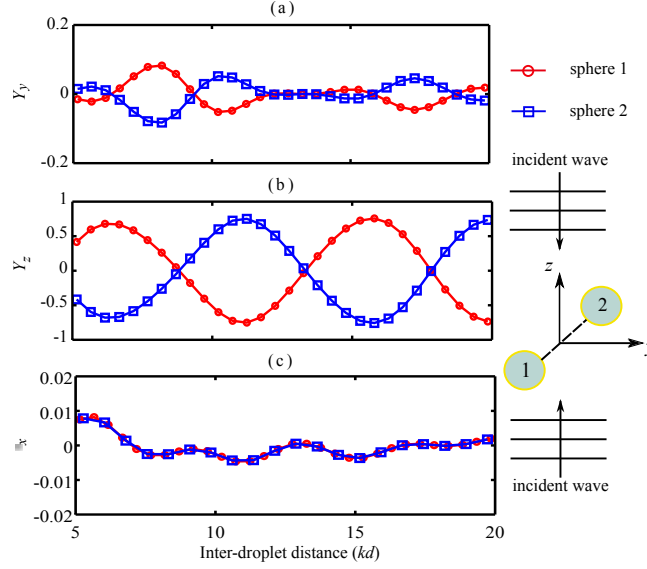 (a)
0.2
0
-0.2
Y_y
sphere 1
sphere 2
incident wave
(b)
1
0.5
0
-0.5
-1
Y_z
z
2
1
(c)
0.02
0.01
0
-0.01
-0.02
x
5
10
15
20
Inter-droplet distance (kd)
incident wave